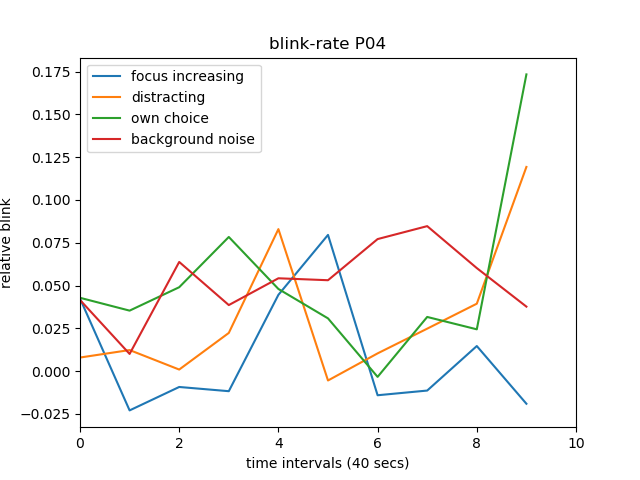 blink-rate P04
focus increasing
distracting
own choice
background noise
relative blink
0.175
0.150
0.125
0.100
0.075
0.050
0.025
0.000
−0.025
0 2 4 6 8 10
time intervals (40 secs)